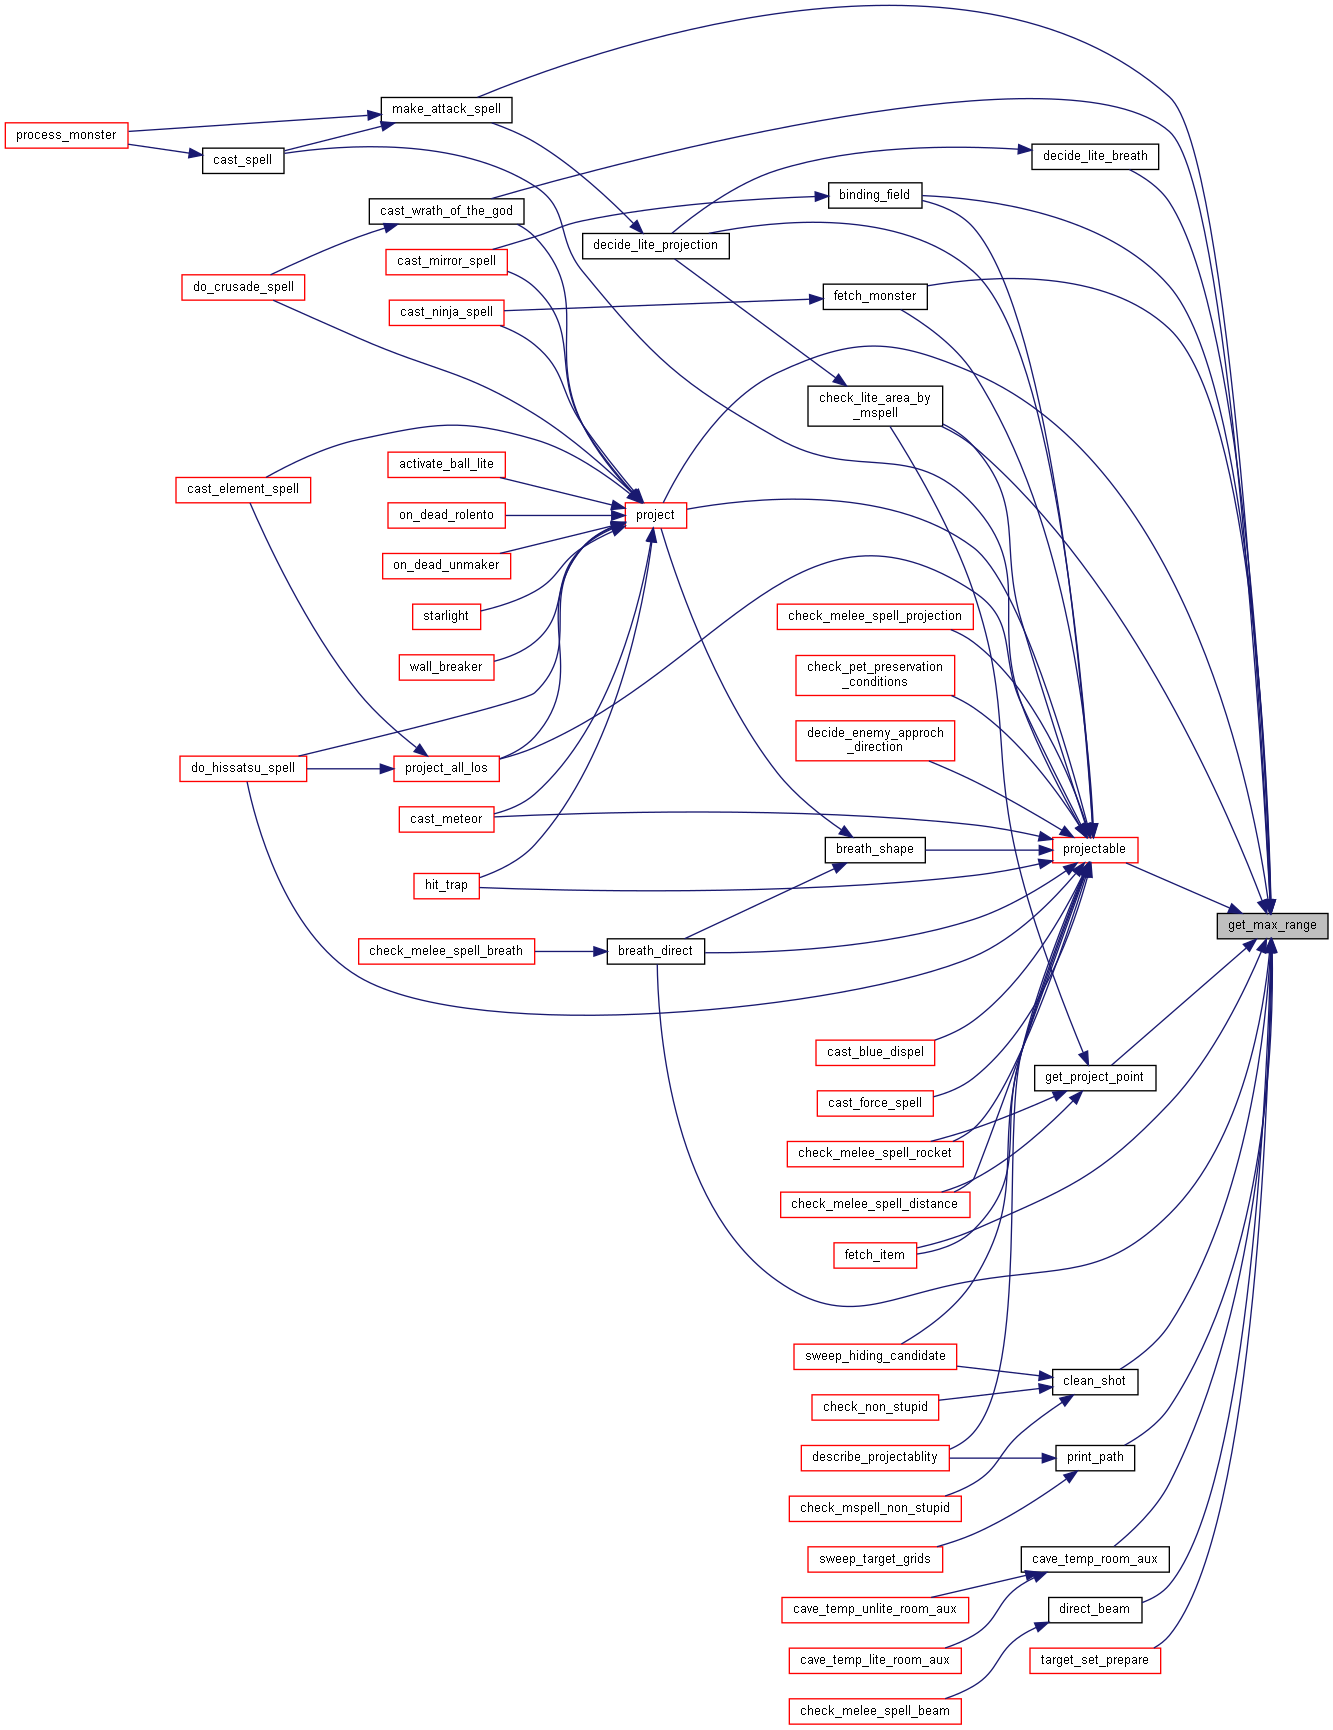 make_attack_spell
process_monster
cast_spell
decide_lite_breath
binding_field
cast_wrath_of_the_god
decide_lite_projection
cast_mirror_spell
do_crusade_spell
fetch_monster
cast_ninja_spell
check_lite_area_by
_mspell
activate_ball_lite
cast_element_spell
on_dead_rolento
project
on_dead_unmaker
starlight
check_melee_spell_projection
wall_breaker
check_pet_preservation
_conditions
decide_enemy_approch
_direction
do_hissatsu_spell
project_all_los
cast_meteor
breath_shape
projectable
hit_trap
get_max_range
check_melee_spell_breath
breath_direct
cast_blue_dispel
get_project_point
cast_force_spell
check_melee_spell_rocket
check_melee_spell_distance
fetch_item
sweep_hiding_candidate
clean_shot
check_non_stupid
describe_projectablity
print_path
check_mspell_non_stupid
sweep_target_grids
cave_temp_room_aux
cave_temp_unlite_room_aux
direct_beam
cave_temp_lite_room_aux
target_set_prepare
check_melee_spell_beam